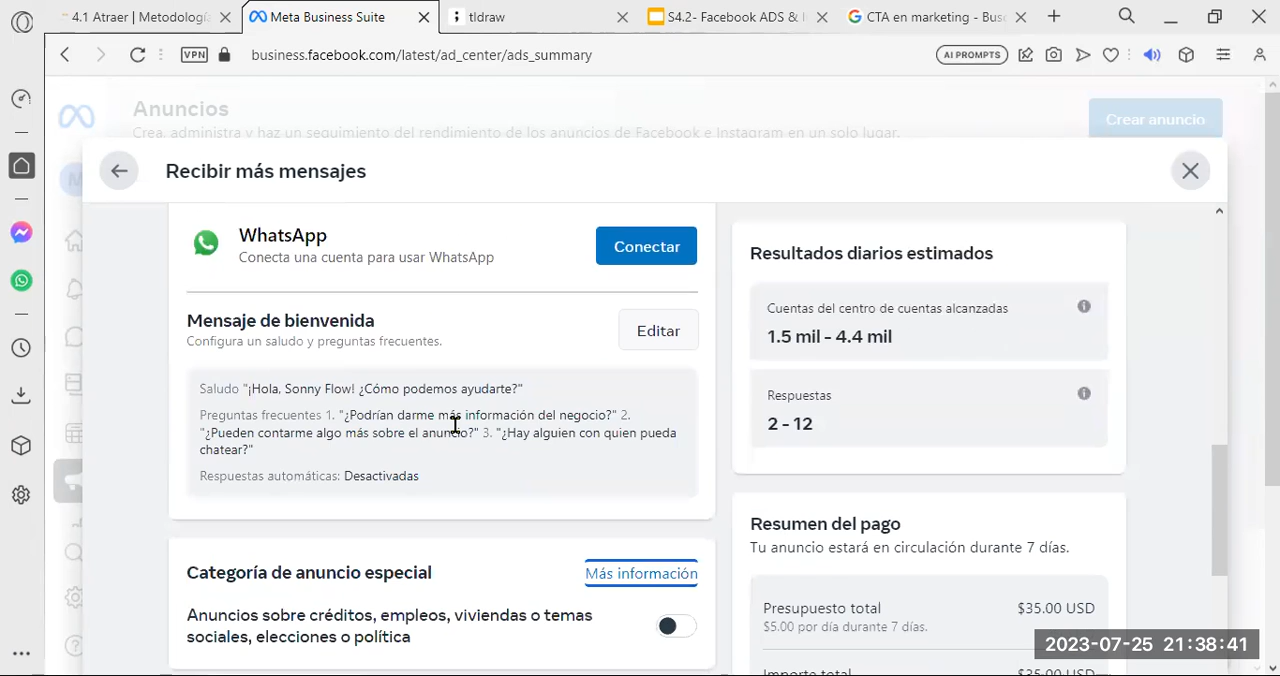 4.1 Atraer | Metodología
Meta Business Suite
tldraw
S4.2- Facebook ADS &
CTA en marketing - Bus
VPN
business.facebook.com/latest/ad_center/ads_summary
AI PROMPTS
Anuncios
Crea, administra y haz un seguimiento del rendimiento de los anuncios de Facebook e Instagram en un solo lugar.
Crear anuncio
Recibir más mensajes
WhatsApp
Conecta una cuenta para usar WhatsApp
Conectar
Mensaje de bienvenida
Configura un saludo y preguntas frecuentes.
Editar
Saludo "¡Hola, Sonny Flow! ¿Cómo podemos ayudarte?"
Preguntas frecuentes 1. "¿Podrían darme más información del negocio?" 2.
"¿Pueden contarme algo más sobre el anuncio?" 3. "¿Hay alguien con quien pueda
chatear?"
Respuestas automáticas: Desactivadas
Categoría de anuncio especial
Más información
Anuncios sobre créditos, empleos, viviendas o temas
sociales, elecciones o política
Resultados diarios estimados
Cuentas del centro de cuentas alcanzadas
1.5 mil - 4.4 mil
Respuestas
2 - 12
Resumen del pago
Tu anuncio estará en circulación durante 7 días.
Presupuesto total
$35.00 USD
$5.00 por día durante 7 días.
Importe total
$35.00 USD
2023-07-25 21:38:41